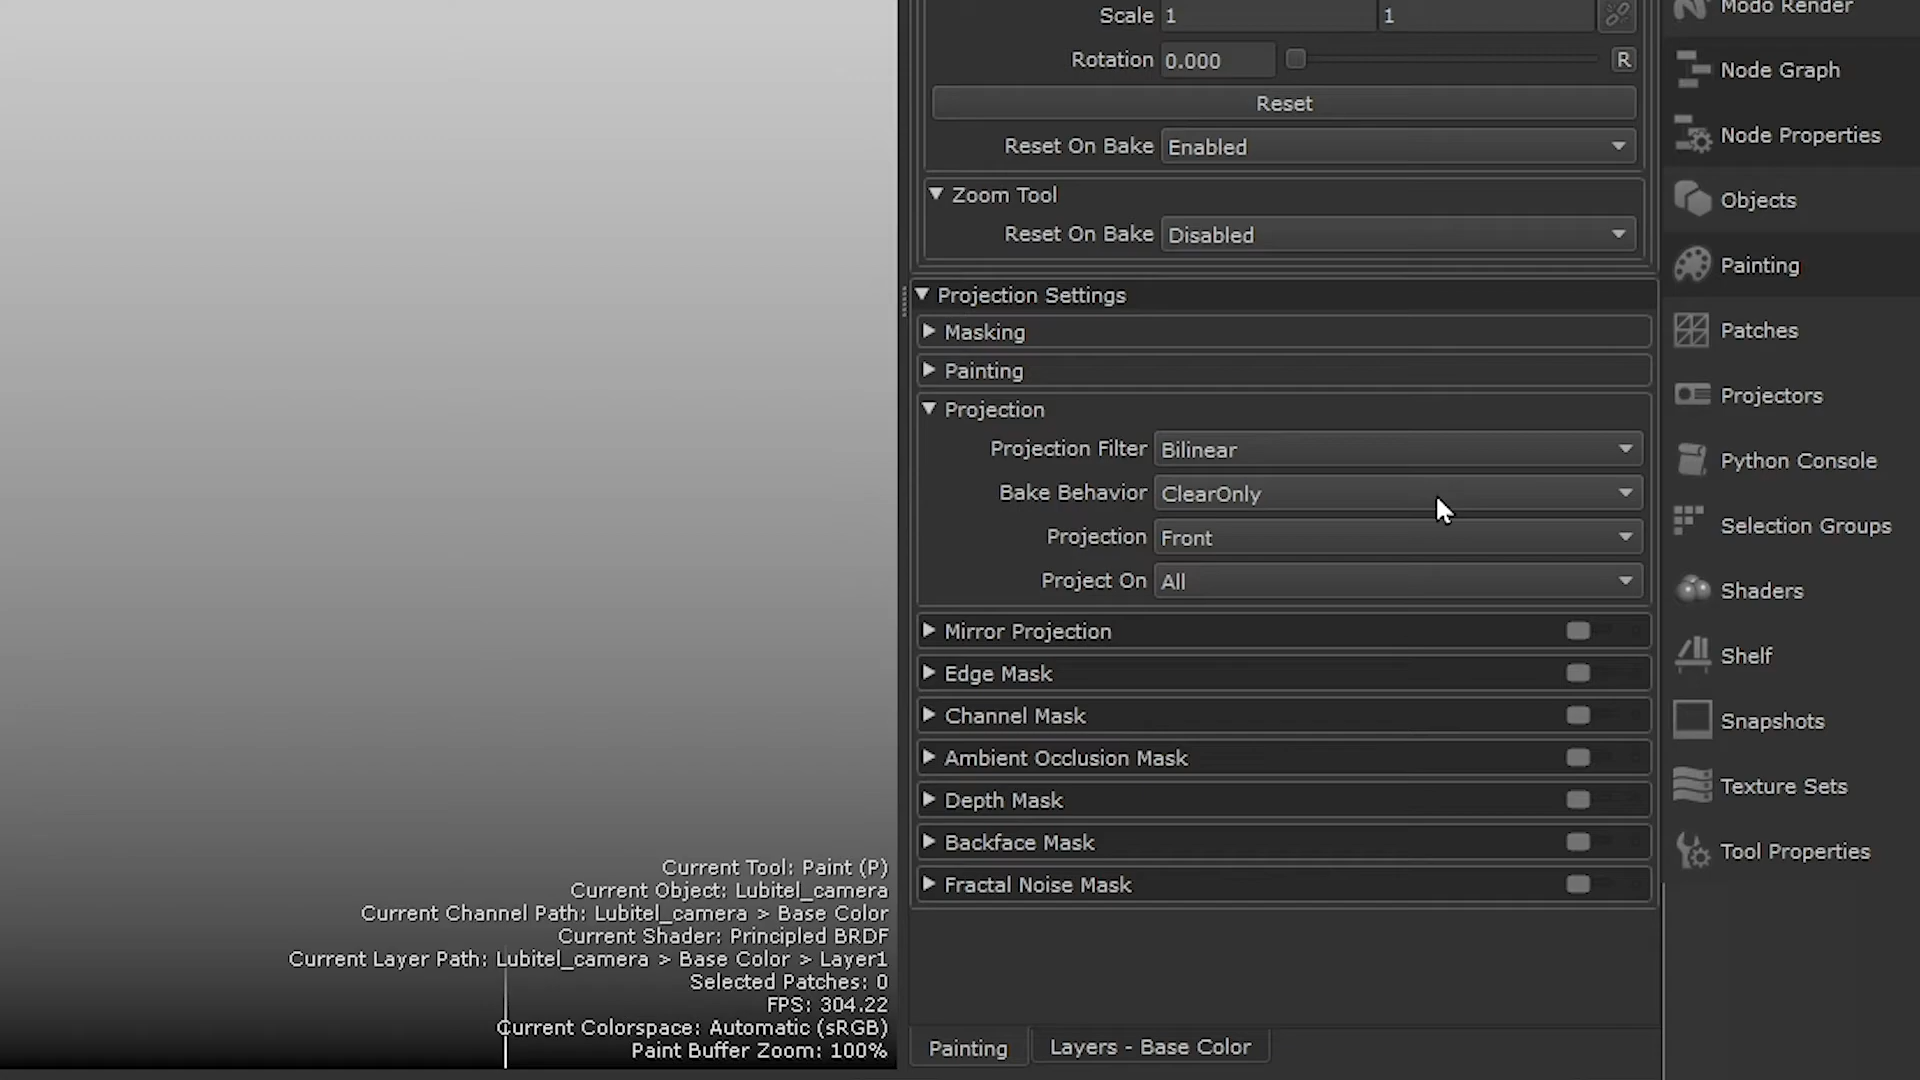 Scale 1 1
Rotation 0.000 R
Reset
Reset On Bake Enabled
Zoom Tool
Reset On Bake Disabled
Projection Settings
Masking
Painting
Projection
Projection Filter Bilinear
Bake Behavior ClearOnly
Projection Front
Project On All
Mirror Projection
Edge Mask
Channel Mask
Ambient Occlusion Mask
Depth Mask
Backface Mask
Fractal Noise Mask
Painting
Layers - Base Color
Modo Render
Node Graph
Node Properties
Objects
Painting
Patches
Projectors
Python Console
Selection Groups
Shaders
Shelf
Snapshots
Texture Sets
Tool Properties
Current Tool: Paint (P)
Current Object: Lubitel_camera
Current Channel Path: Lubitel_camera > Base Color
Current Shader: Principled BRDF
Current Layer Path: Lubitel_camera > Base Color > Layer1
Selected Patches: 0
FPS: 304.22
Current Colorspace: Automatic (sRGB)
Paint Buffer Zoom: 100%